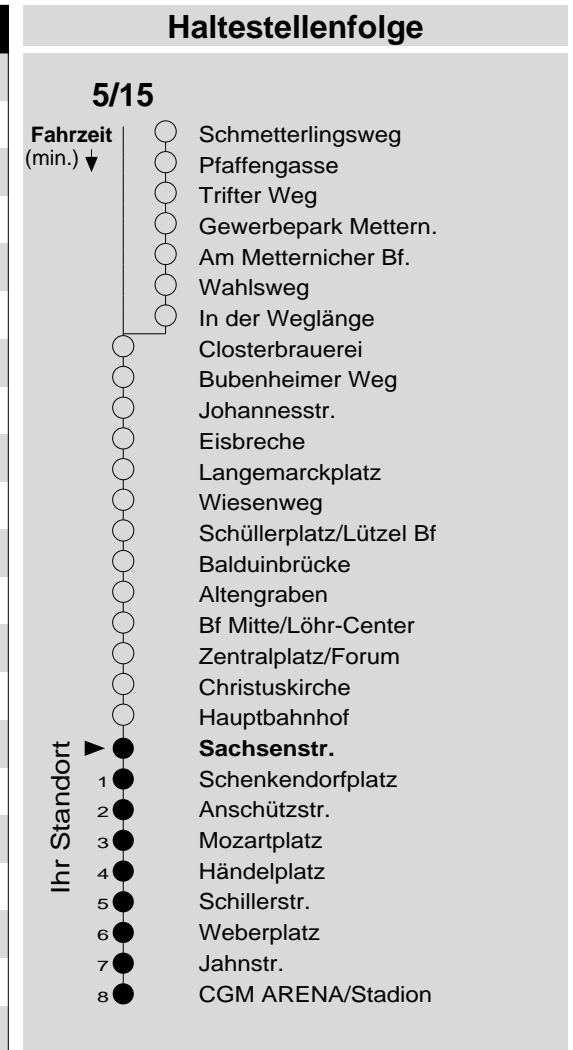 Haltestellenfolge
5/15
Fahrzeit
(min.)
Schmetterlingsweg
Pfaffengasse
Trifter Weg
Gewerbepark Mettern.
Am Metternicher Bf.
Wahlsweg
In der Weglänge
Closterbrauerei
Bubenheimer Weg
Johannesstr.
Eisbreche
Langemarckplatz
Wiesenweg
Schüllerplatz/Lützel Bf
Balduinbrücke
Altengraben
Bf Mitte/Löhr-Center
Zentralplatz/Forum
Christuskirche
Hauptbahnhof
Ihr Standort
Sachsenstr.
1 Schenkendorfplatz
2 Anschützstr.
3 Mozartplatz
4 Händelplatz
5 Schillerstr.
6 Weberplatz
7 Jahnstr.
8 CGM ARENA/Stadion